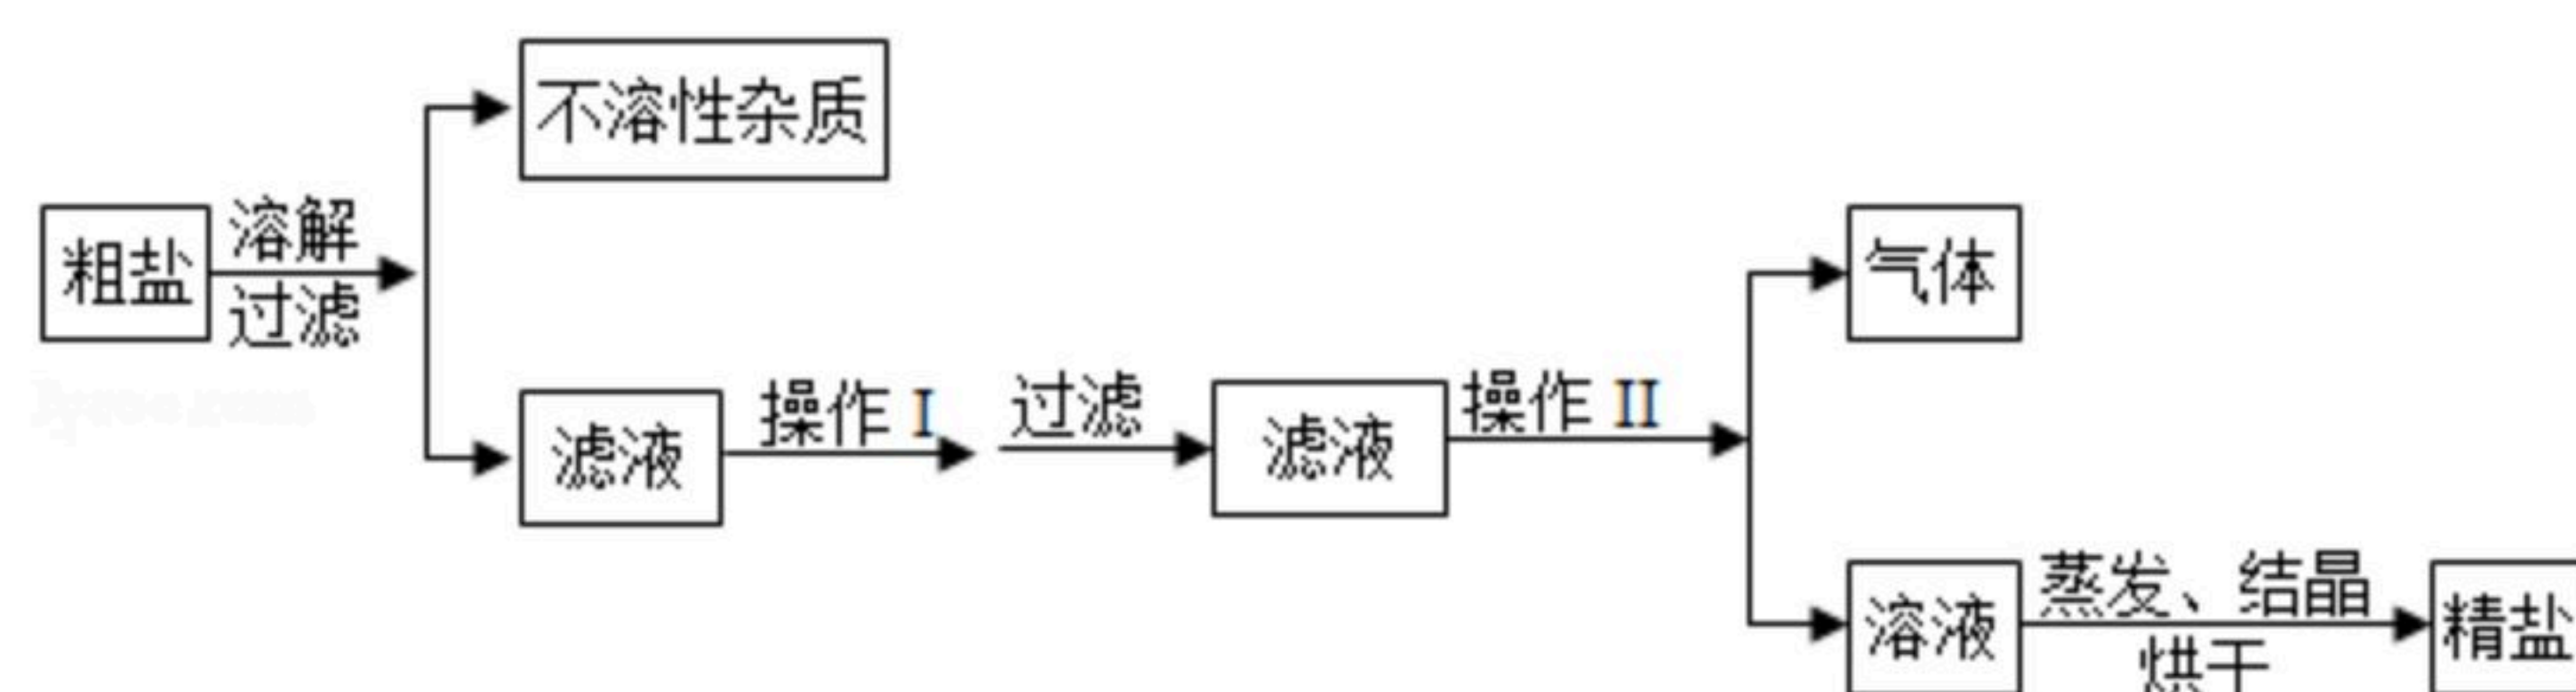 不溶性杂质
粗盐
溶解
过滤
气体
滤液
操作 I
过滤
滤液
操作 II
溶液
蒸发、结晶
烘干
精盐